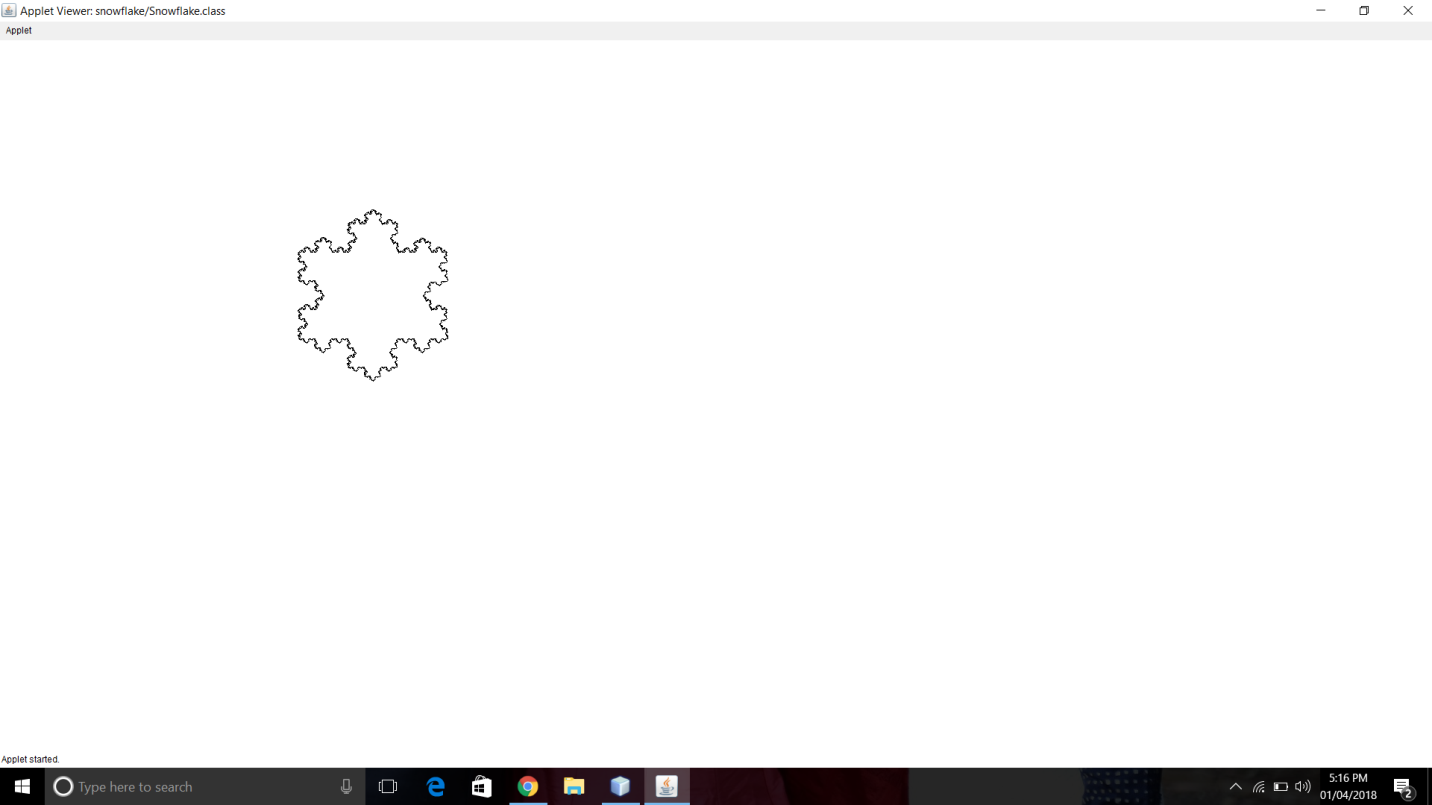 Applet Viewer: snowflake/Snowflake.class
Applet
Applet started.
Type here to search
5:16 PM
01/04/2018
2